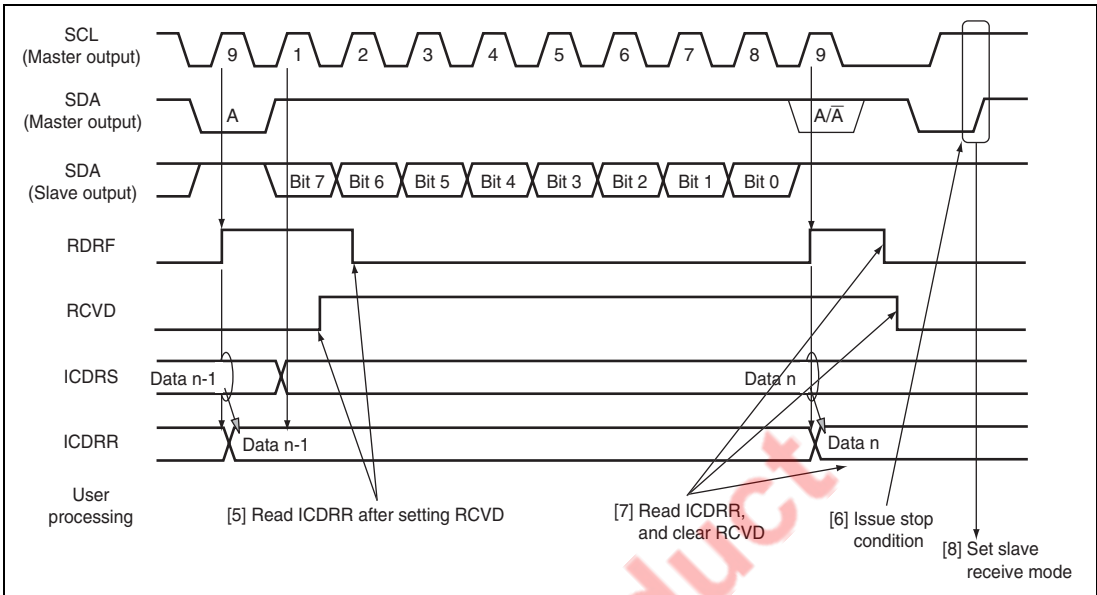 SCL
(Master output)
9 1 2 3 4 5 6 7 8 9
SDA
(Master output)
A A/A̅
SDA
(Slave output)
Bit 7 Bit 6 Bit 5 Bit 4 Bit 3 Bit 2 Bit 1 Bit 0
RDRF
RCVD
ICDRS
Data n-1 Data n
ICDRR
Data n-1 Data n
User
processing
[5] Read ICDRR after setting RCVD
[7] Read ICDRR,
and clear RCVD
[6] Issue stop
condition
[8] Set slave
receive mode
duct